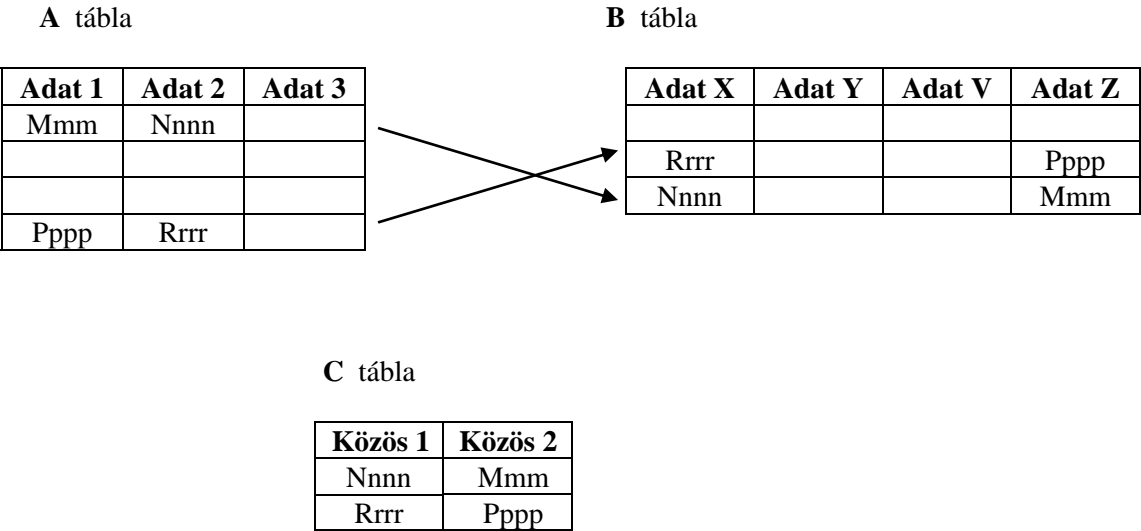 A tábla
B tábla
Adat 1 Adat 2 Adat 3
Mmm Nnnn
Pppp Rrrr
Adat X Adat Y Adat V Adat Z
Rrrr Pppp
Nnnn Mmm
C tábla
Közös 1 Közös 2
Nnnn Mmm
Rrrr Pppp